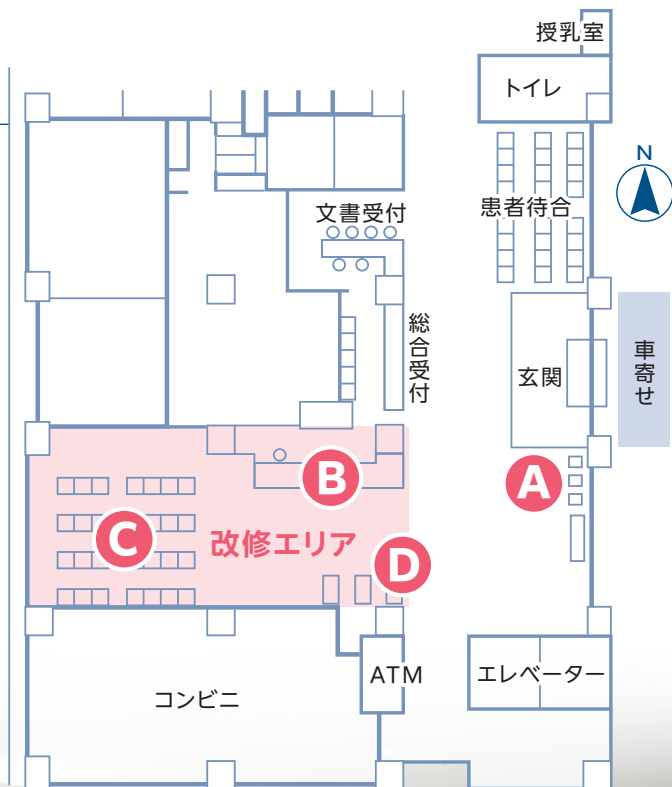 授乳室
トイレ
N
患者待合
文書受付
総合受付
玄関
車寄せ
A
B
C
改修エリア
D
ATM
エレベーター
コンビニ